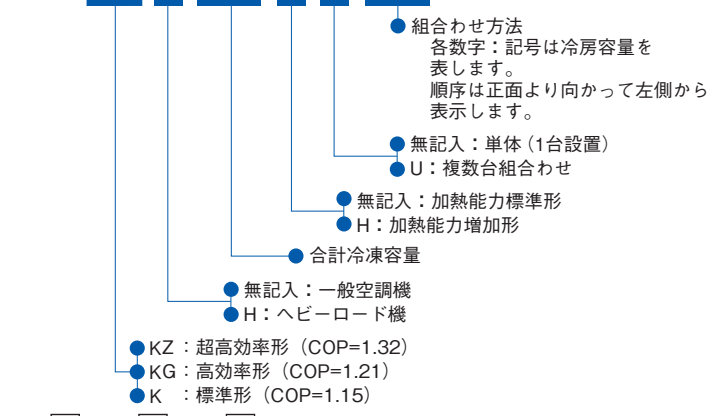 組合わせ方法
各数字：記号は冷房容量を
表します。
順序は正面より向かって左側から
表示します。
無記入：単体（1台設置）
U：複数台組合わせ
無記入：加熱能力標準形
H：加熱能力増加形
合計冷凍容量
無記入：一般空調機
H：ヘビーロード機
KZ：超高効率形（COP=1.32）
KG：高効率形（COP=1.21）
K ：標準形（COP=1.15）